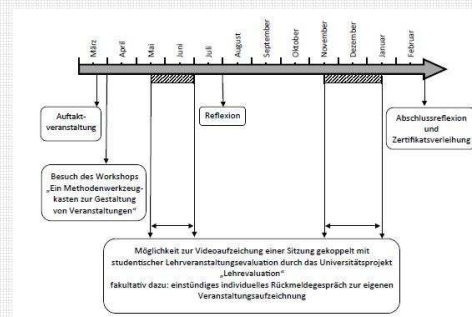 März
April
Mai
Juni
Juli
August
September
Oktober
November
Dezember
Januar
Februar
Auftakt-
veranstaltung
Reflexion
Abschlussreflexion
und
Zertifikatsverleihung
Besuch des Workshops
„Ein Methodenwerkzeug-
kasten zur Gestaltung
von Veranstaltungen“
Möglichkeit zur Videoaufzeichung einer Sitzung gekoppelt mit
studentischer Lehrveranstaltungsevaluation durch das Universitätsprojekt
„Lehrevaluation“
fakultativ dazu: einstündiges individuelles Rückmeldegespräch zur eigenen
Veranstaltungsaufzeichnung